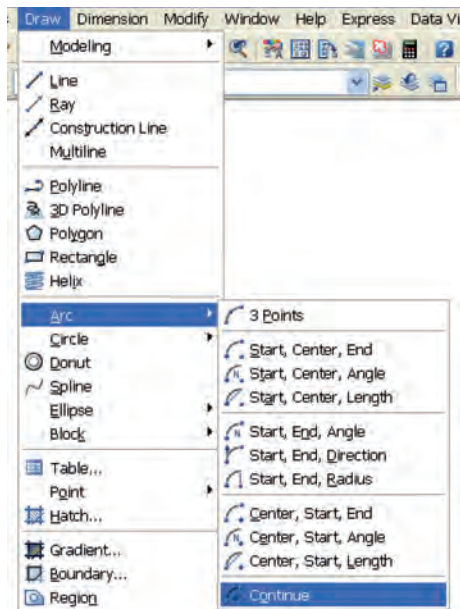 Draw Dimension Modify Window Help Express Data Vi
Modeling
Line
Ray
Construction Line
Multiline
Polyline
3D Polyline
Polygon
Rectangle
Helix
Arc
Circle
Donut
Spline
Ellipse
Block
Table...
Point
Hatch...
Gradient...
Boundary...
Region
3 Points
Start, Center, End
Start, Center, Angle
Start, Center, Length
Start, End, Angle
Start, End, Direction
Start, End, Radius
Center, Start, End
Center, Start, Angle
Center, Start, Length
Continue